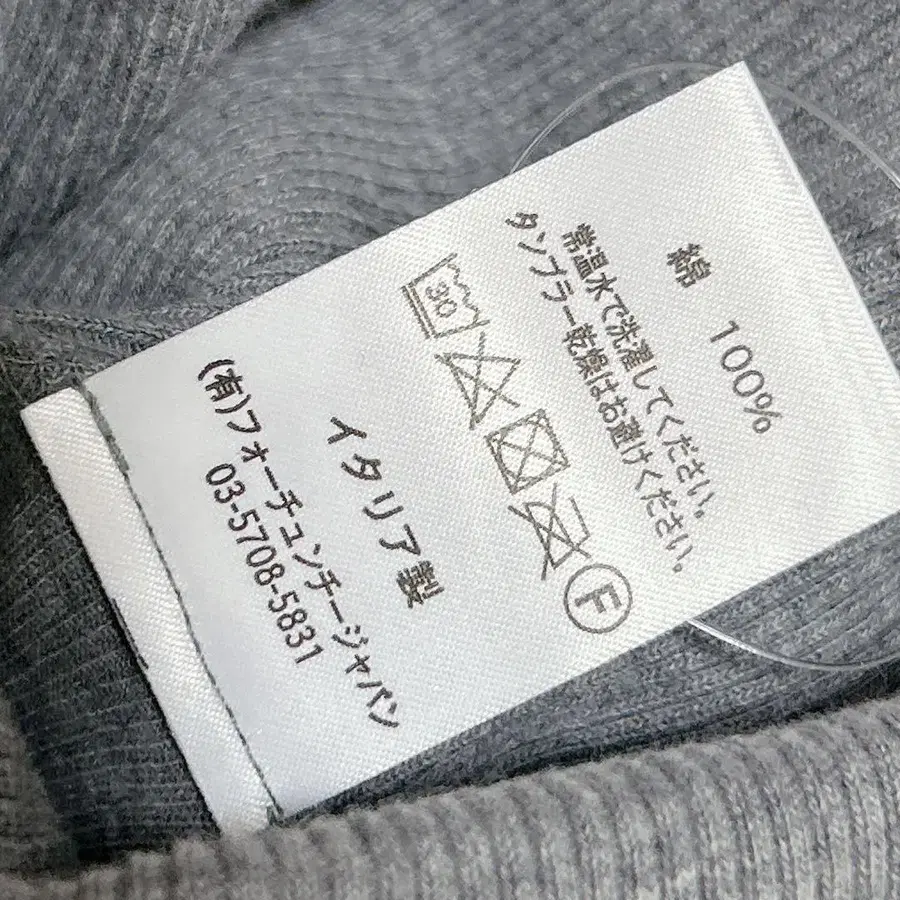 綿 100%
常温水で洗濯してください。
タンブラー乾燥はお避けください。
30
F
イタリア製
(有)フォーチュンチージャパン
03-5708-5831